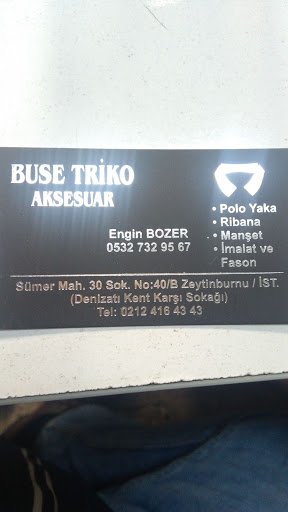 BUSE TRİKO
AKSESUAR
Engin BOZER
0532 732 95 67
• Polo Yaka
• Ribana
• Manşet
• İmalat ve
Fason
Sümer Mah. 30 Sok. No:40/B Zeytinburnu / İST.
(Denizatı Kent Karşı Sokağı)
Tel: 0212 416 43 43